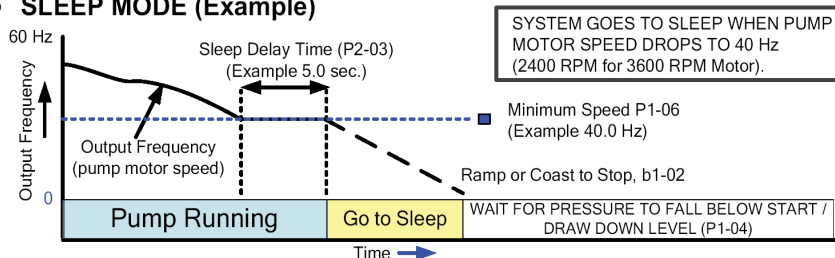 SLEEP MODE (Example)
SYSTEM GOES TO SLEEP WHEN PUMP
MOTOR SPEED DROPS TO 40 Hz
(2400 RPM for 3600 RPM Motor).
60 Hz
Sleep Delay Time (P2-03)
(Example 5.0 sec.)
Output Frequency
Minimum Speed P1-06
(Example 40.0 Hz)
Output Frequency
(pump motor speed)
Ramp or Coast to Stop, b1-02
0
Pump Running
Go to Sleep
WAIT FOR PRESSURE TO FALL BELOW START /
DRAW DOWN LEVEL (P1-04)
Time